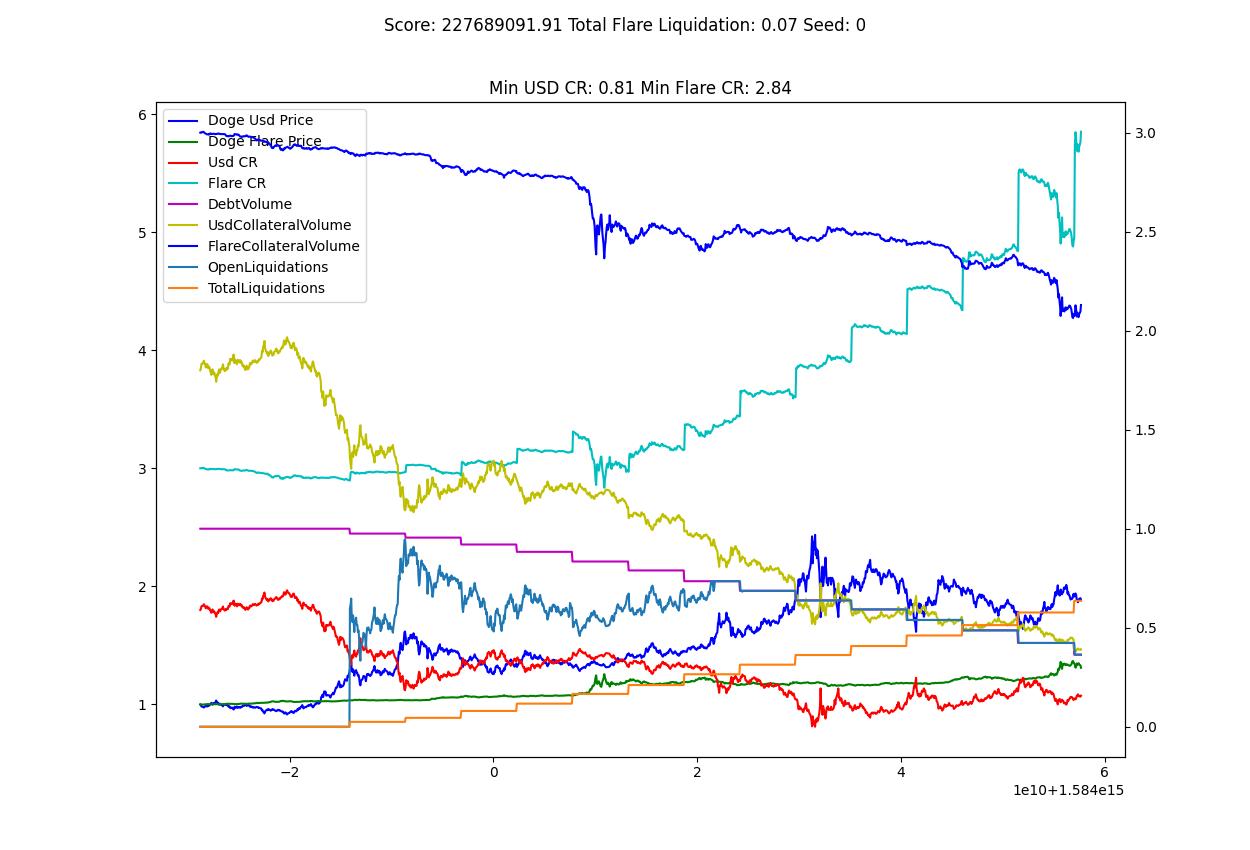 Score: 227689091.91 Total Flare Liquidation: 0.07 Seed: 0
Min USD CR: 0.81 Min Flare CR: 2.84
Doge Usd Price
Doge Flare Price
Usd CR
Flare CR
DebtVolume
UsdCollateralVolume
FlareCollateralVolume
OpenLiquidations
TotalLiquidations
6
5
4
3
2
1
3.0
2.5
2.0
1.5
1.0
0.5
0.0
−2
0
2
4
6
1e10+1.584e15